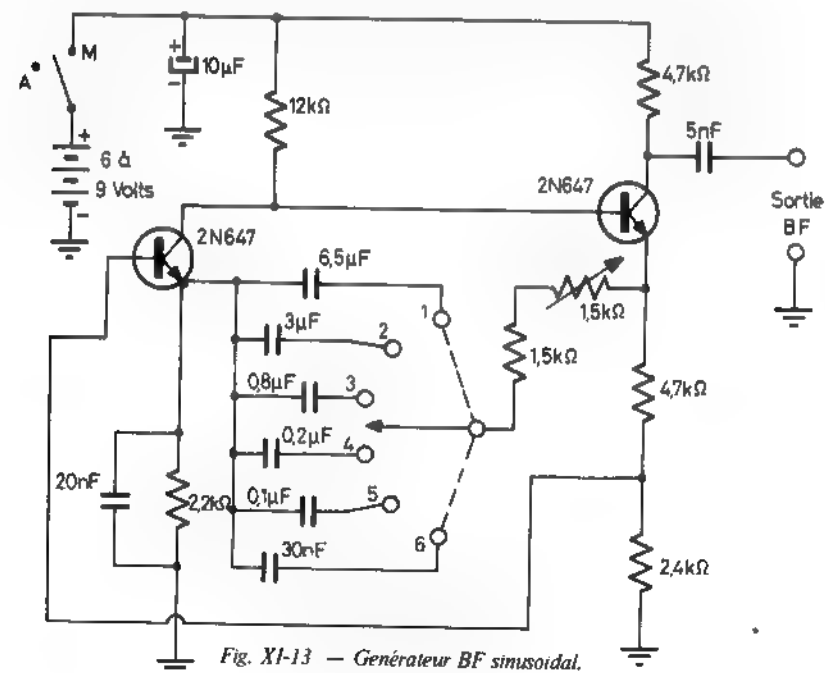 M
A
+
10µF
-
12kΩ
4,7kΩ
5nF
+
6 à
9 Volts
-
2N647
2N647
Sortie
BF
6,5µF
1
3µF
2
1,5kΩ
1,5kΩ
0,8µF
3
4,7kΩ
0,2µF
4
20nF
2,2kΩ
0,1µF
5
30nF
6
2,4kΩ
Fig. XI-13 — Genérateur BF sinusoidal.